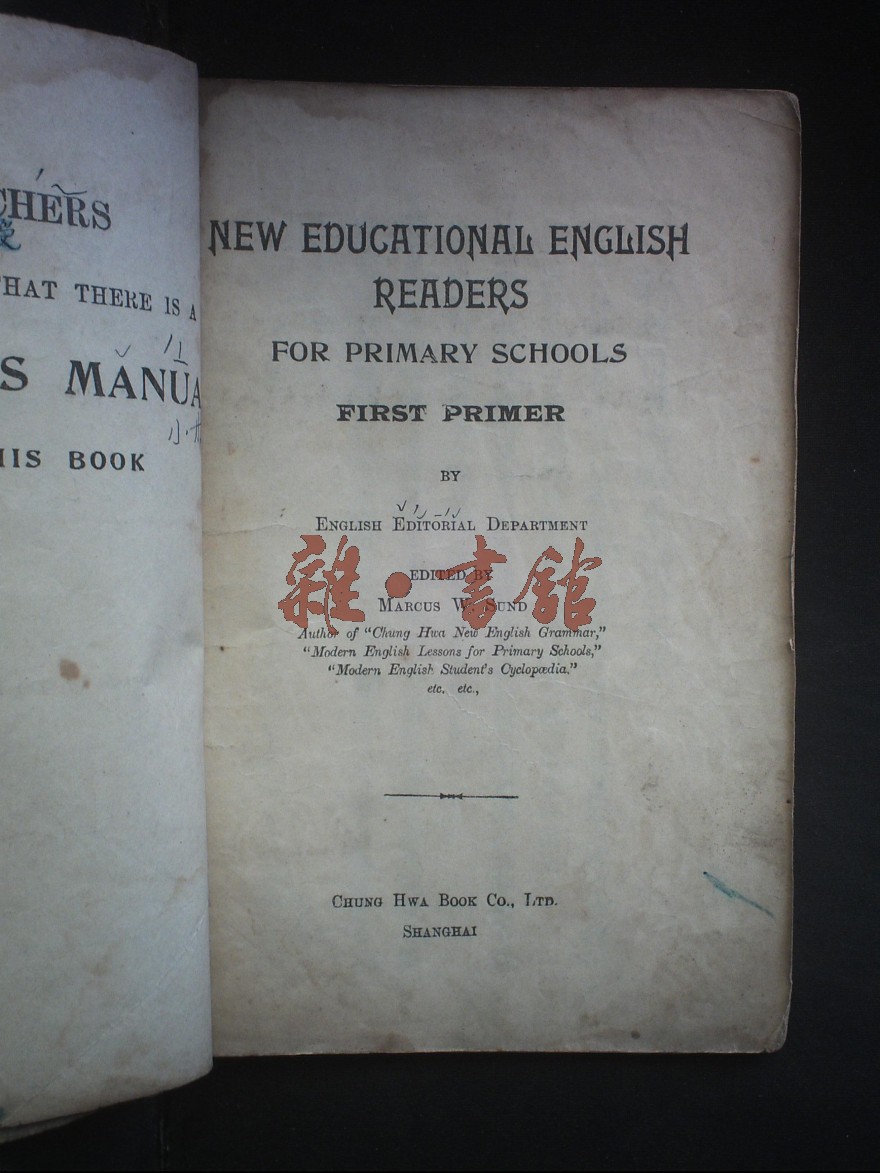 CHERS
THAT THERE IS A
S MANUA
HIS BOOK
NEW EDUCATIONAL ENGLISH
READERS
FOR PRIMARY SCHOOLS
FIRST PRIMER
BY
ENGLISH EDITORIAL DEPARTMENT
EDITED BY
MARCUS W. SUND
雜·書館
Author of "Chung Hwa New English Grammar,"
"Modern English Lessons for Primary Schools,"
"Modern English Student's Cyclopædia,"
etc. etc.,
CHUNG HWA BOOK CO., LTD.
SHANGHAI